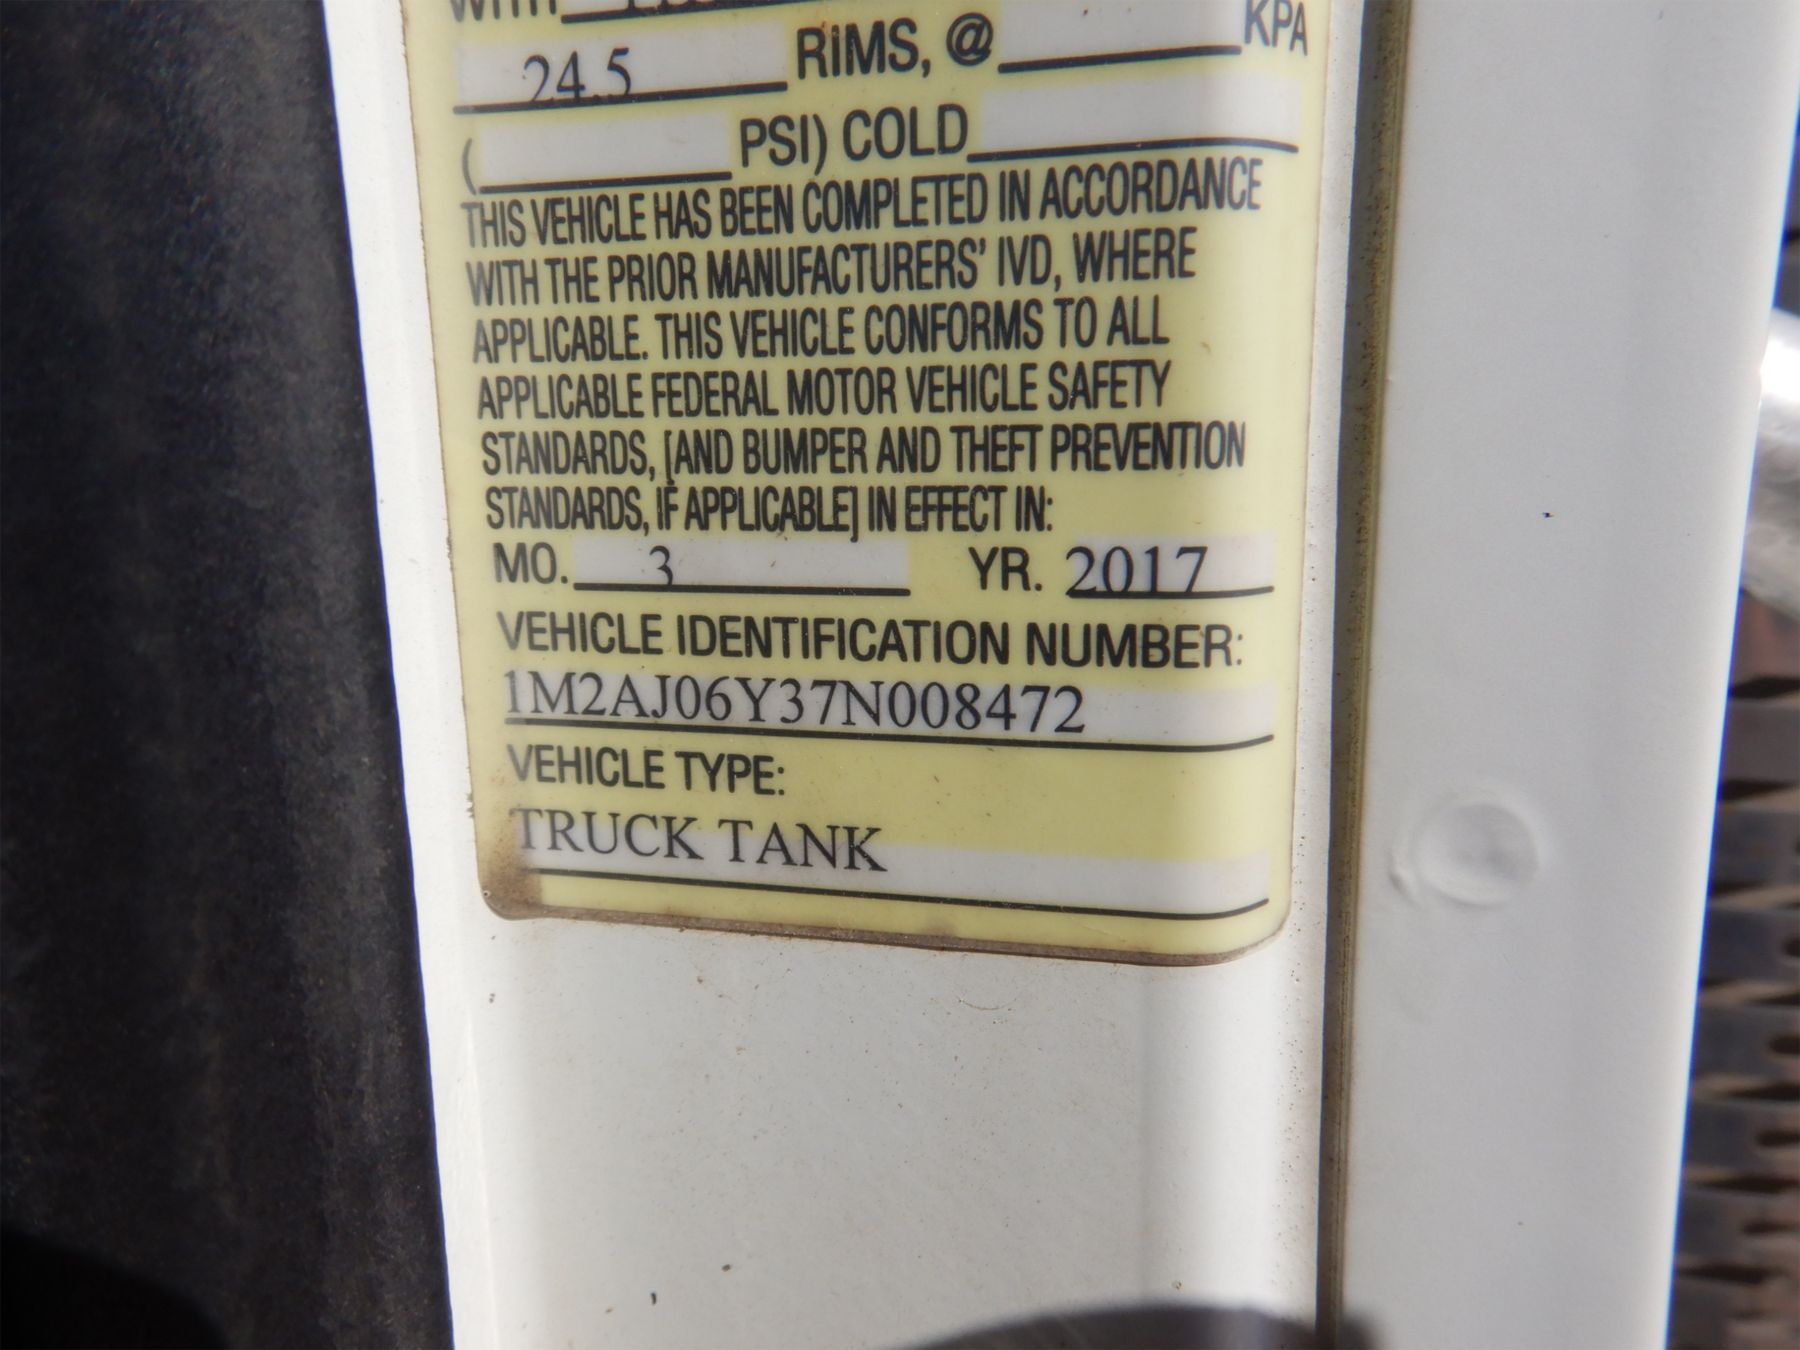 WITH
24.5 RIMS, @ KPA
( PSI) COLD
THIS VEHICLE HAS BEEN COMPLETED IN ACCORDANCE
WITH THE PRIOR MANUFACTURERS' IVD, WHERE
APPLICABLE. THIS VEHICLE CONFORMS TO ALL
APPLICABLE FEDERAL MOTOR VEHICLE SAFETY
STANDARDS, [AND BUMPER AND THEFT PREVENTION
STANDARDS, IF APPLICABLE] IN EFFECT IN:
MO. 3 YR. 2017
VEHICLE IDENTIFICATION NUMBER:
1M2AJ06Y37N008472
VEHICLE TYPE:
TRUCK TANK